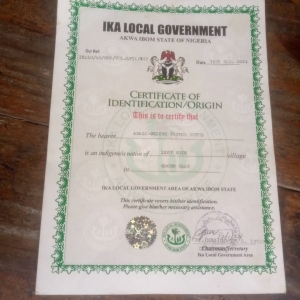 IKA LOCAL GOVERNMENT
AKWA IBOM STATE OF NIGERIA
Our Ref:
Date:
CERTIFICATE OF
IDENTIFICATION/ORIGIN
This is to certify that
The bearer
is an indigene/native of village
in
IKA LOCAL GOVERNMENT AREA OF AKWA IBOM STATE
This certificate covers his/her identification.
Please give him/her necessary assistance.
Chairman/Secretary
Ika Local Government Area